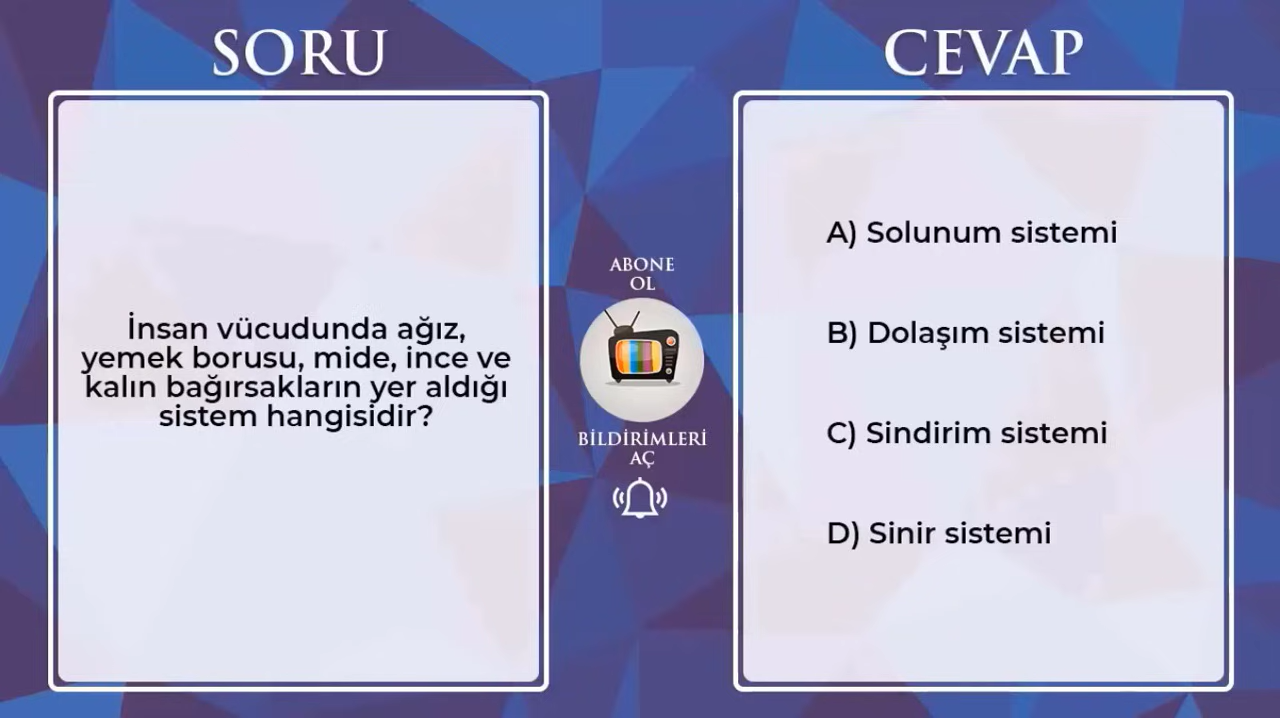 SORU
İnsan vücudunda ağız,
yemek borusu, mide, ince ve
kalın bağırsakların yer aldığı
sistem hangisidir?
ABONE
OL
BİLDİRİMLERİ
AÇ
CEVAP
A) Solunum sistemi
B) Dolaşım sistemi
C) Sindirim sistemi
D) Sinir sistemi